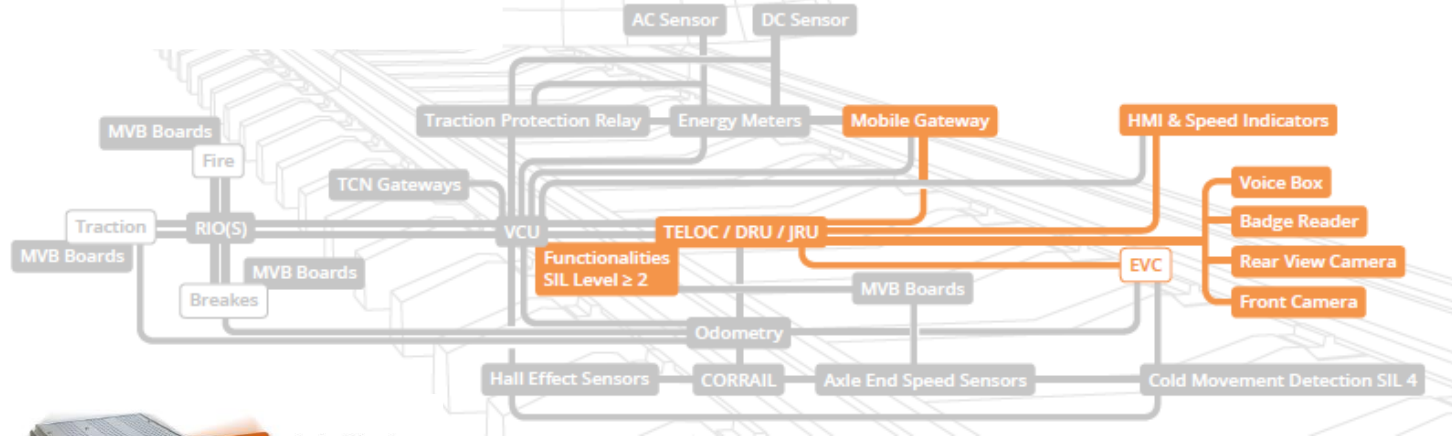 AC Sensor
DC Sensor
Traction Protection Relay
Energy Meters
Mobile Gateway
HMI & Speed Indicators
MVB Boards
Fire
TCN Gateways
Voice Box
Traction
RIO(S)
VCU
TELOC / DRU / JRU
Badge Reader
MVB Boards
MVB Boards
Functionalities
SIL Level ≥ 2
EVC
Rear View Camera
Breakes
MVB Boards
Front Camera
Odometry
Hall Effect Sensors
CORRAIL
Axle End Speed Sensors
Cold Movement Detection SIL 4